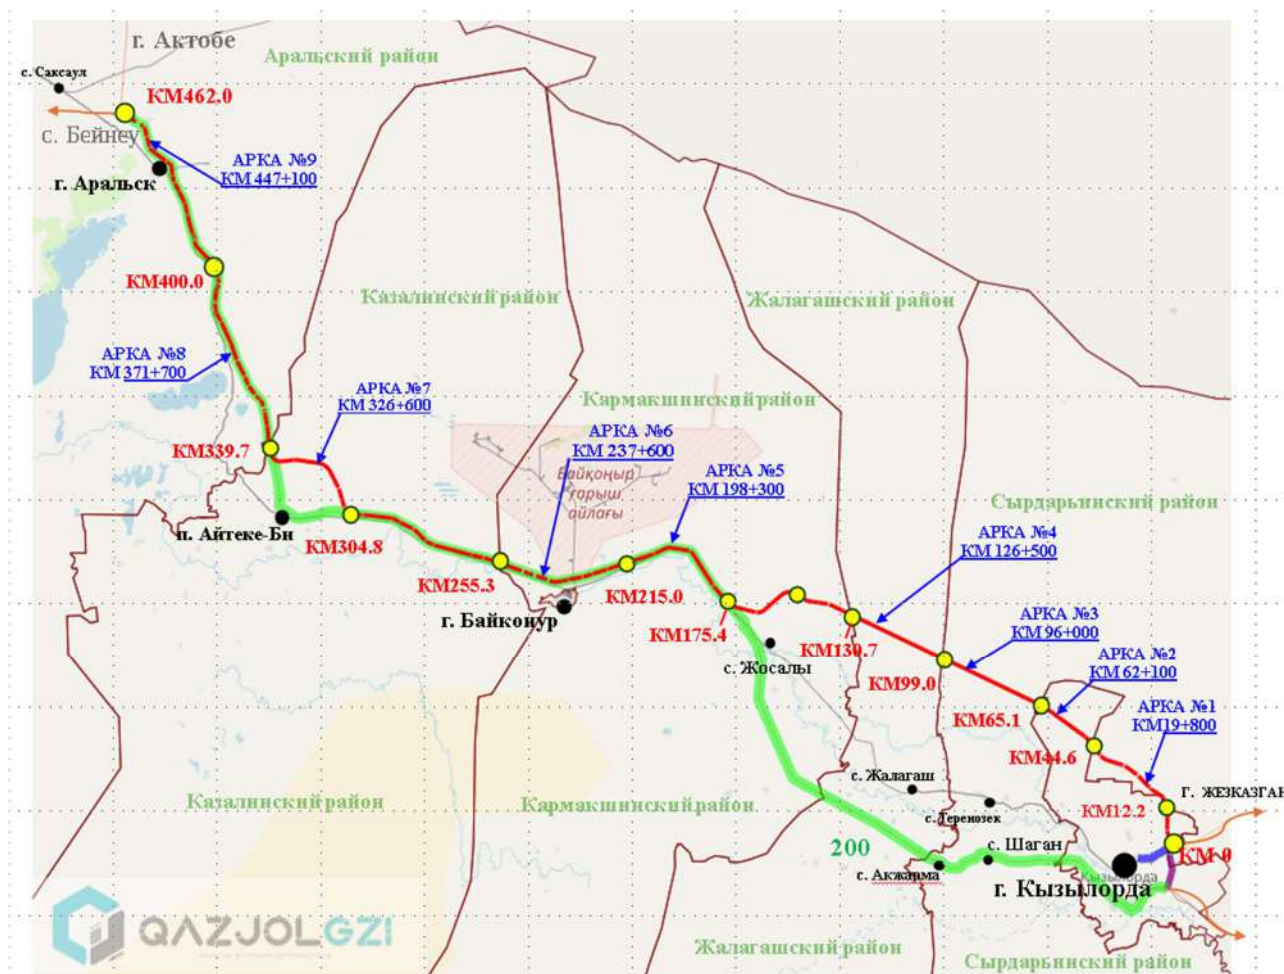 г. Актобе
Аральский район
с. Саксаул
КМ462.0
с. Бейнеу
АРКА №9
КМ 447+100
г. Аральск
КМ400.0
Казалинский район
Жалагашский район
АРКА №8
КМ 371+700
АРКА №7
КМ 326+600
Кармакшинский район
АРКА №6
КМ 237+600
КМ339.7
АРКА №5
КМ 198+300
Байқоңыр
ғарыш
айлағы
Сырдарьинский район
п. Айтеке-Би
АРКА №4
КМ 126+500
КМ304.8
КМ255.3
КМ215.0
г. Байконур
КМ175.4
АРКА №3
КМ 96+000
КМ130.7
с. Жосалы
АРКА №2
КМ 62+100
КМ99.0
АРКА №1
КМ19+800
КМ65.1
КМ44.6
с. Жалагаш
г. ЖЕЗКАЗГАН
Казалинский район
Кармакшинский район
КМ12.2
с. Теренозек
200
с. Шаган
КМ 0
с. Акжарма
Кызылорда
г. Кызылорда
QAZJOLGZI
Жалагашский район
Сырдарьинский район